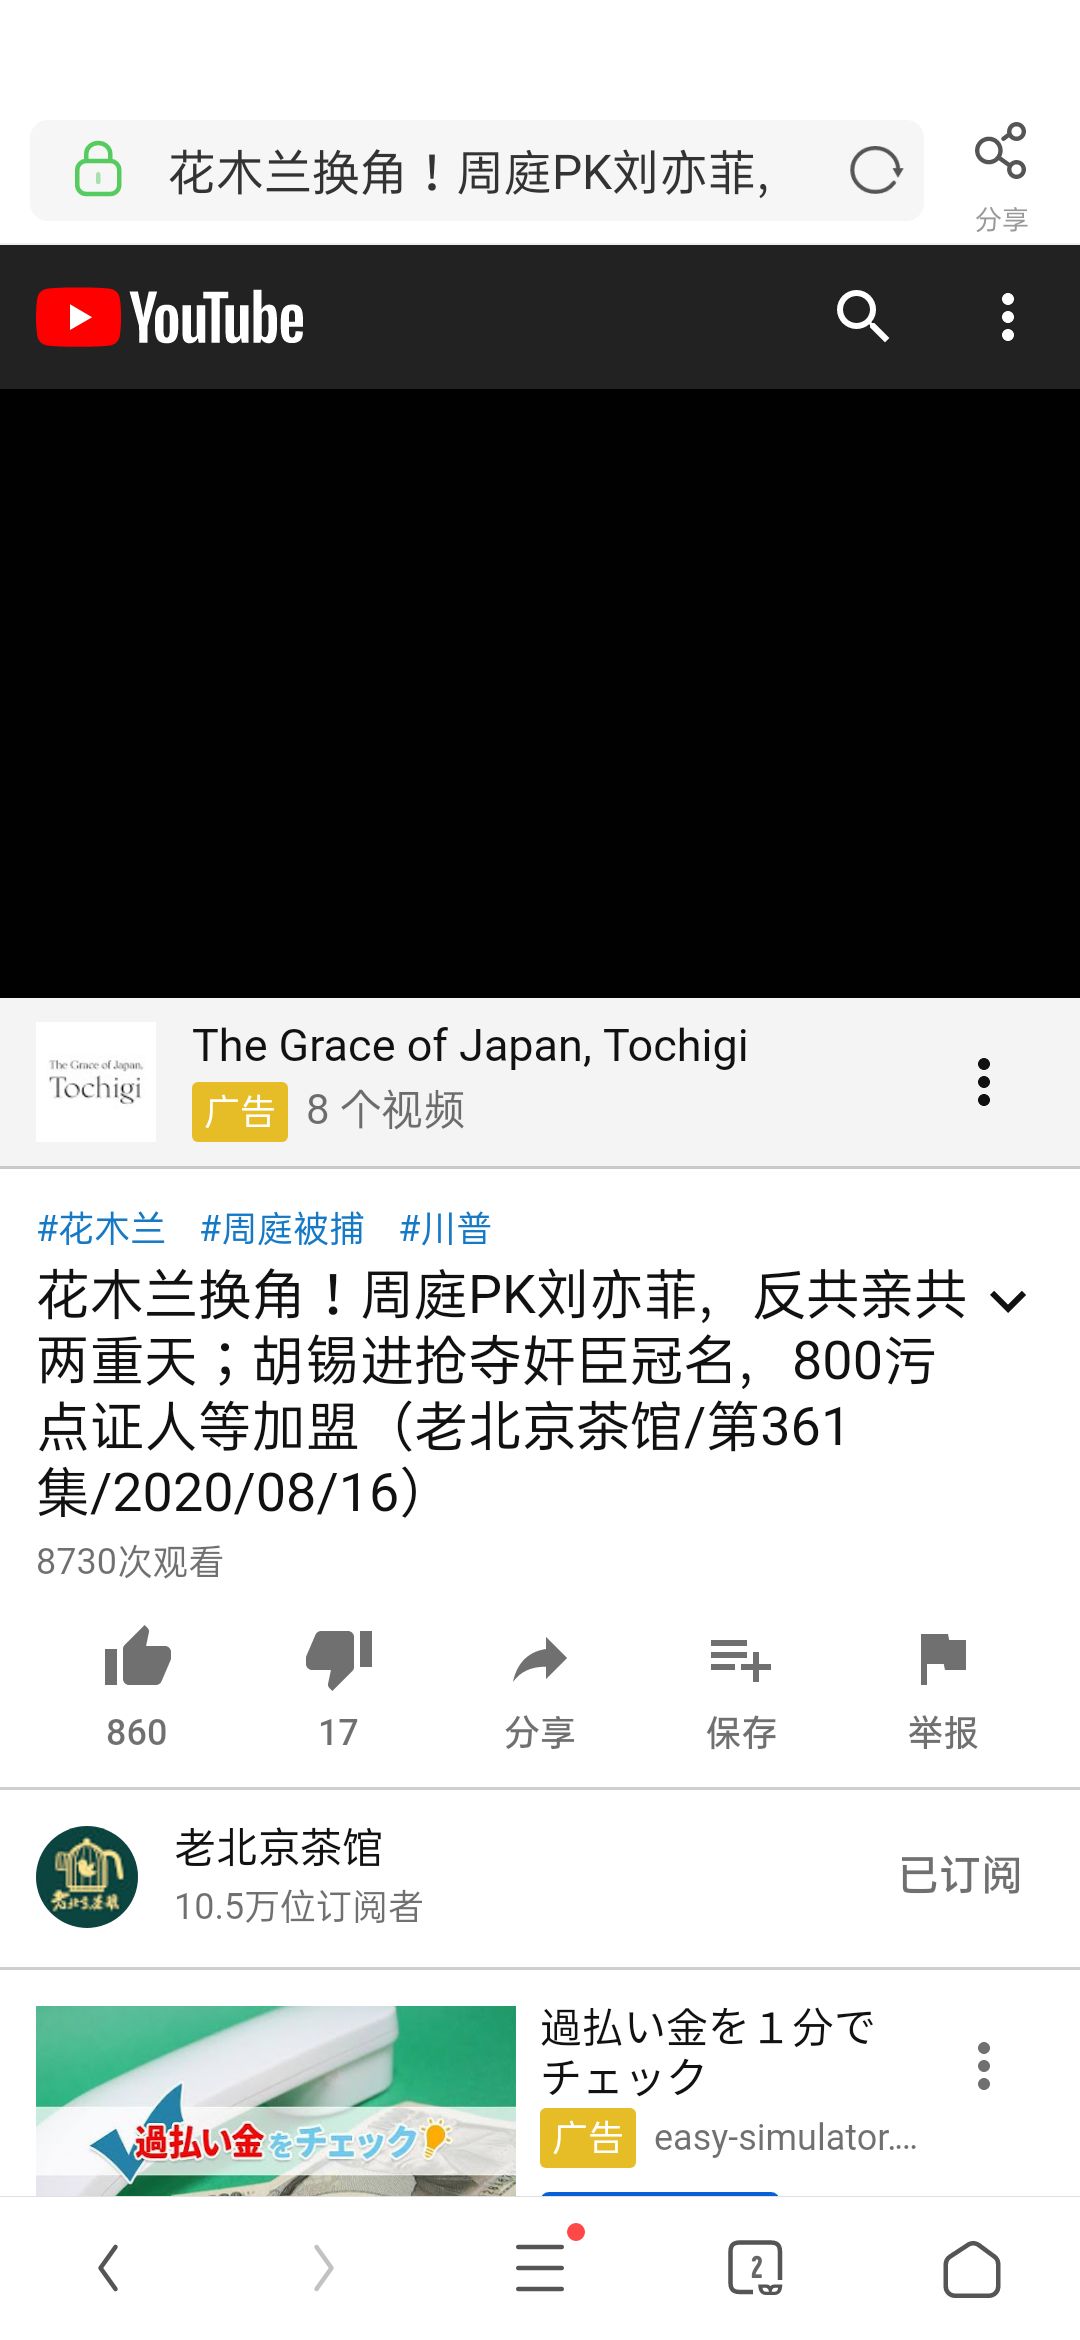 花木兰换角！周庭PK刘亦菲,
分享
YouTube
The Grace of Japan,
Tochigi
The Grace of Japan, Tochigi
广告 8 个视频
#花木兰 #周庭被捕 #川普
花木兰换角！周庭PK刘亦菲，反共亲共
两重天；胡锡进抢夺奸臣冠名，800污
点证人等加盟（老北京茶馆/第361
集/2020/08/16）
8730次观看
860 17 分享 保存 举报
老北京茶馆
老北京茶馆
10.5万位订阅者
已订阅
過払い金を１分で
チェック
過払い金をチェック
广告 easy-simulator....
2